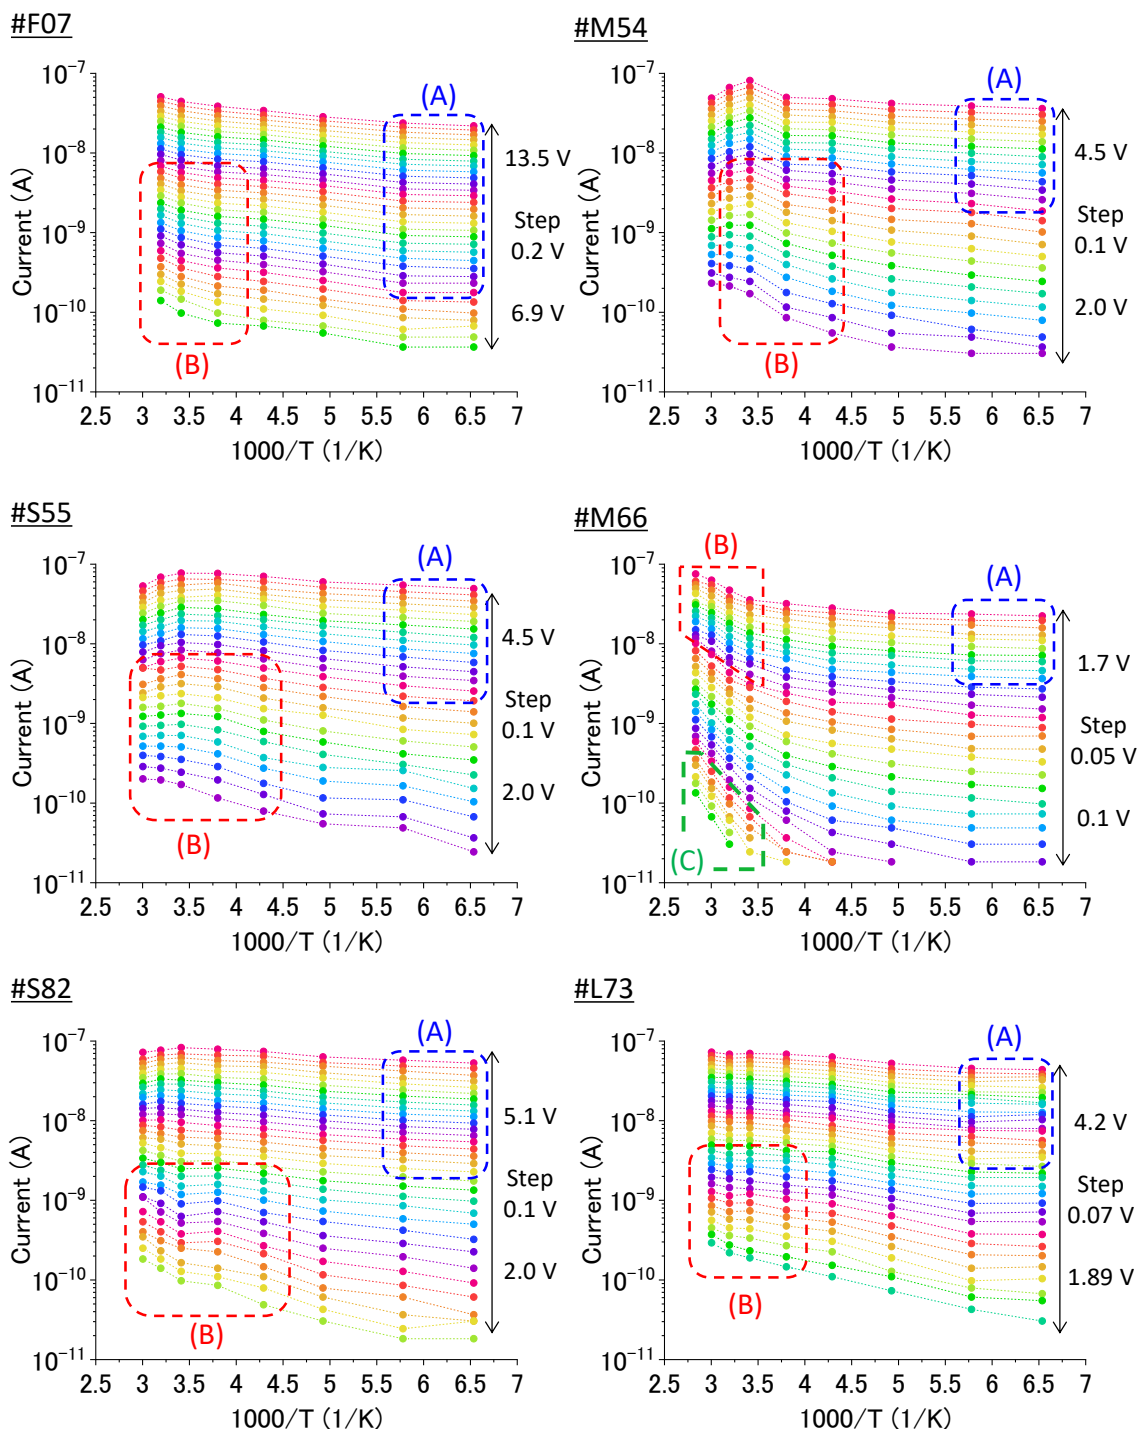 #F07
10⁻⁷
10⁻⁸
10⁻⁹
10⁻¹⁰
10⁻¹¹
Current (A)
2.5 3 3.5 4 4.5 5 5.5 6 6.5 7
1000/T (1/K)
(A)
(B)
13.5 V
Step
0.2 V
6.9 V
#M54
10⁻⁷
10⁻⁸
10⁻⁹
10⁻¹⁰
10⁻¹¹
Current (A)
2.5 3 3.5 4 4.5 5 5.5 6 6.5 7
1000/T (1/K)
(A)
(B)
4.5 V
Step
0.1 V
2.0 V
#S55
10⁻⁷
10⁻⁸
10⁻⁹
10⁻¹⁰
10⁻¹¹
Current (A)
2.5 3 3.5 4 4.5 5 5.5 6 6.5 7
1000/T (1/K)
(A)
(B)
4.5 V
Step
0.1 V
2.0 V
#M66
10⁻⁷
10⁻⁸
10⁻⁹
10⁻¹⁰
10⁻¹¹
Current (A)
2.5 3 3.5 4 4.5 5 5.5 6 6.5 7
1000/T (1/K)
(B)
(A)
(C)
1.7 V
Step
0.05 V
0.1 V
#S82
10⁻⁷
10⁻⁸
10⁻⁹
10⁻¹⁰
10⁻¹¹
Current (A)
2.5 3 3.5 4 4.5 5 5.5 6 6.5 7
1000/T (1/K)
(A)
(B)
5.1 V
Step
0.1 V
2.0 V
#L73
10⁻⁷
10⁻⁸
10⁻⁹
10⁻¹⁰
10⁻¹¹
Current (A)
2.5 3 3.5 4 4.5 5 5.5 6 6.5 7
1000/T (1/K)
(A)
(B)
4.2 V
Step
0.07 V
1.89 V